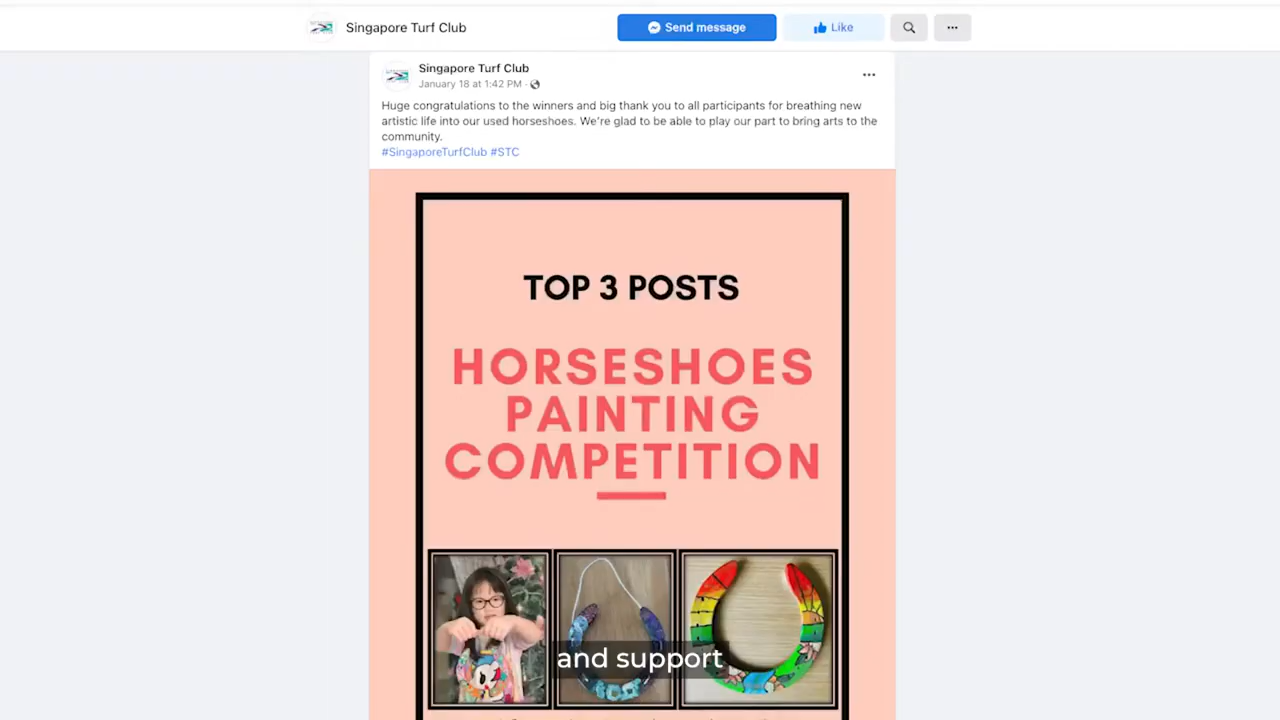 Singapore Turf Club
Send message
Like
Singapore Turf Club
January 18 at 1:42 PM ·
Huge congratulations to the winners and big thank you to all participants for breathing new
artistic life into our used horseshoes. We're glad to be able to play our part to bring arts to the
community.
#SingaporeTurfClub #STC
TOP 3 POSTS
HORSESHOES
PAINTING
COMPETITION
and support